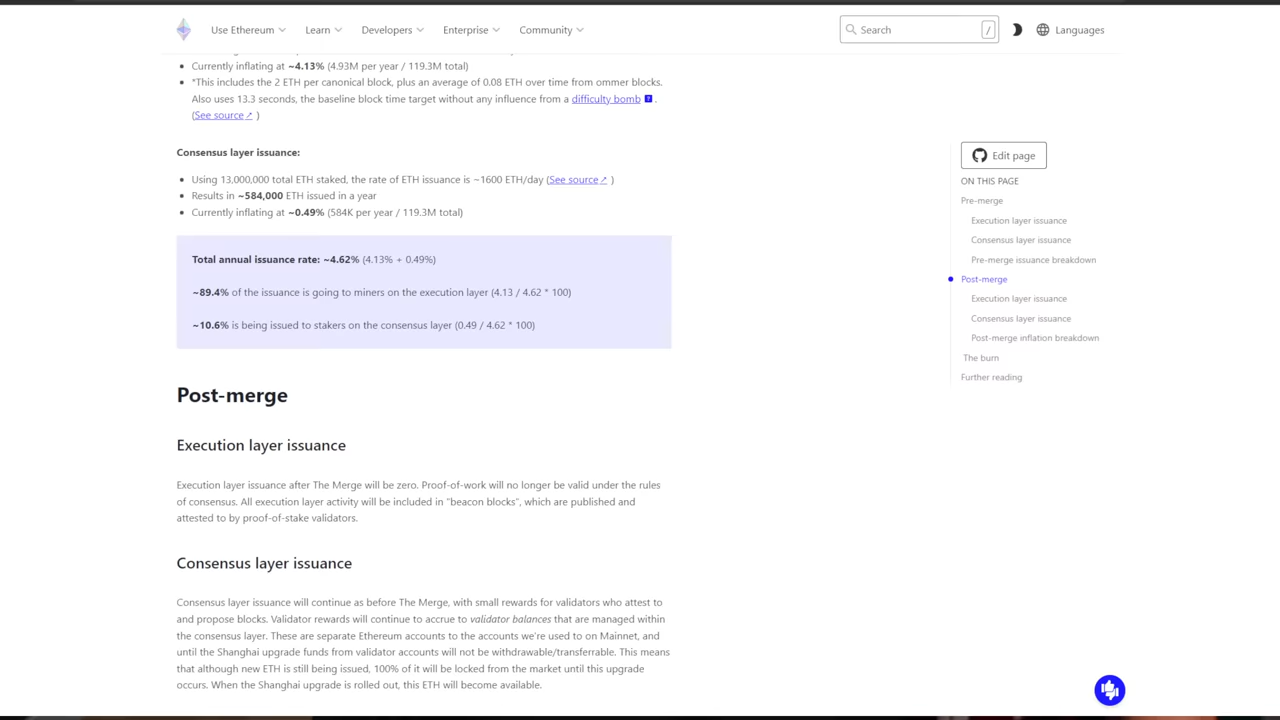 Use Ethereum Learn Developers Enterprise Community Search / Languages
Currently inflating at ~4.13% (4.93M per year / 119.3M total)
*This includes the 2 ETH per canonical block, plus an average of 0.08 ETH over time from ommer blocks.
Also uses 13.3 seconds, the baseline block time target without any influence from a difficulty bomb ? .
(See source↗ )
Consensus layer issuance:
Using 13,000,000 total ETH staked, the rate of ETH issuance is ~1600 ETH/day (See source↗ )
Results in ~584,000 ETH issued in a year
Currently inflating at ~0.49% (584K per year / 119.3M total)
Total annual issuance rate: ~4.62% (4.13% + 0.49%)
~89.4% of the issuance is going to miners on the execution layer (4.13 / 4.62 * 100)
~10.6% is being issued to stakers on the consensus layer (0.49 / 4.62 * 100)
Post-merge
Execution layer issuance
Execution layer issuance after The Merge will be zero. Proof-of-work will no longer be valid under the rules
of consensus. All execution layer activity will be included in "beacon blocks", which are published and
attested to by proof-of-stake validators.
Consensus layer issuance
Consensus layer issuance will continue as before The Merge, with small rewards for validators who attest to
and propose blocks. Validator rewards will continue to accrue to validator balances that are managed within
the consensus layer. These are separate Ethereum accounts to the accounts we're used to on Mainnet, and
until the Shanghai upgrade funds from validator accounts will not be withdrawable/transferrable. This means
that although new ETH is still being issued, 100% of it will be locked from the market until this upgrade
occurs. When the Shanghai upgrade is rolled out, this ETH will become available.
Edit page
ON THIS PAGE
Pre-merge
Execution layer issuance
Consensus layer issuance
Pre-merge issuance breakdown
Post-merge
Execution layer issuance
Consensus layer issuance
Post-merge inflation breakdown
The burn
Further reading